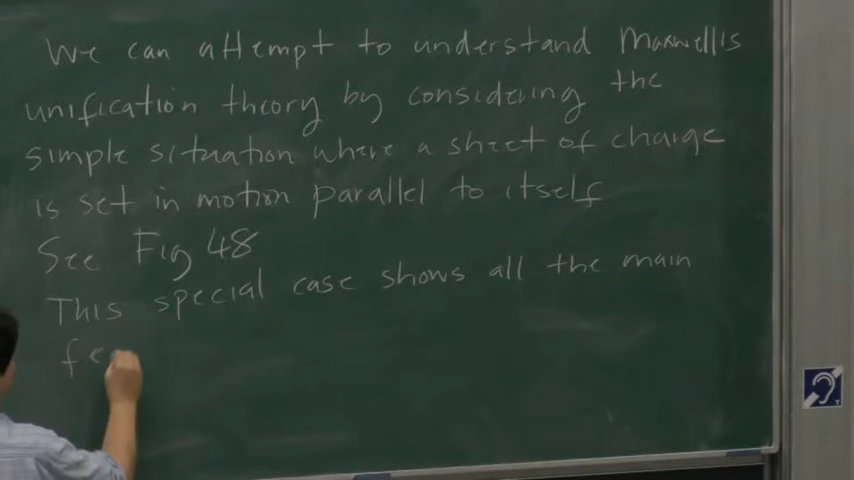 We can attempt to understand Maxwell's
unification theory by considering the
simple situation where a sheet of charge
is set in motion parallel to itself
See Fig 48
This special case shows all the main
fe
T